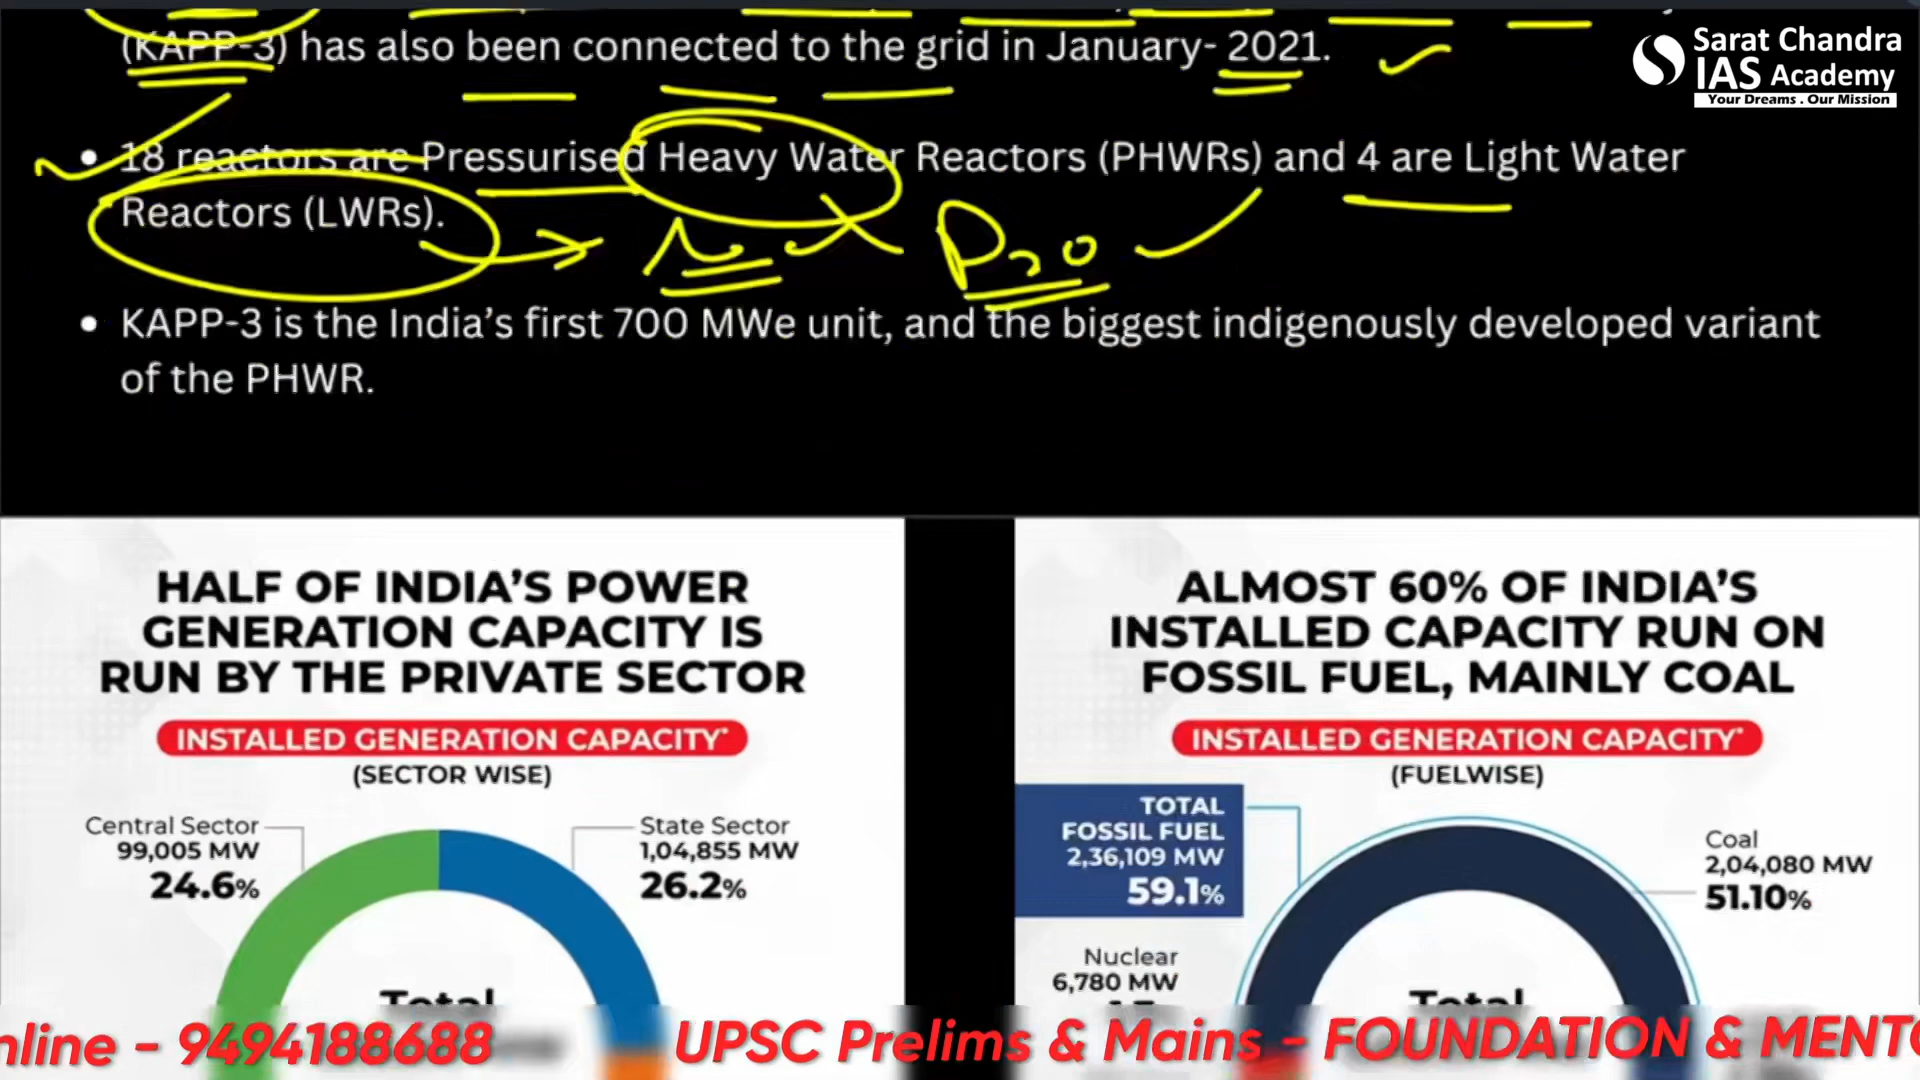 (KAPP-3) has also been connected to the grid in January- 2021.
Sarat Chandra
IAS Academy
Your Dreams . Our Mission
• 18 reactors are Pressurised Heavy Water Reactors (PHWRs) and 4 are Light Water
Reactors (LWRs).
D₂O
• KAPP-3 is the India’s first 700 MWe unit, and the biggest indigenously developed variant
of the PHWR.
HALF OF INDIA’S POWER
GENERATION CAPACITY IS
RUN BY THE PRIVATE SECTOR
INSTALLED GENERATION CAPACITY*
(SECTOR WISE)
Central Sector
99,005 MW
24.6%
State Sector
1,04,855 MW
26.2%
Total
ALMOST 60% OF INDIA’S
INSTALLED CAPACITY RUN ON
FOSSIL FUEL, MAINLY COAL
INSTALLED GENERATION CAPACITY*
(FUELWISE)
TOTAL
FOSSIL FUEL
2,36,109 MW
59.1%
Coal
2,04,080 MW
51.10%
Nuclear
6,780 MW
Total
nline - 9494188688 UPSC Prelims & Mains - FOUNDATION & MENT